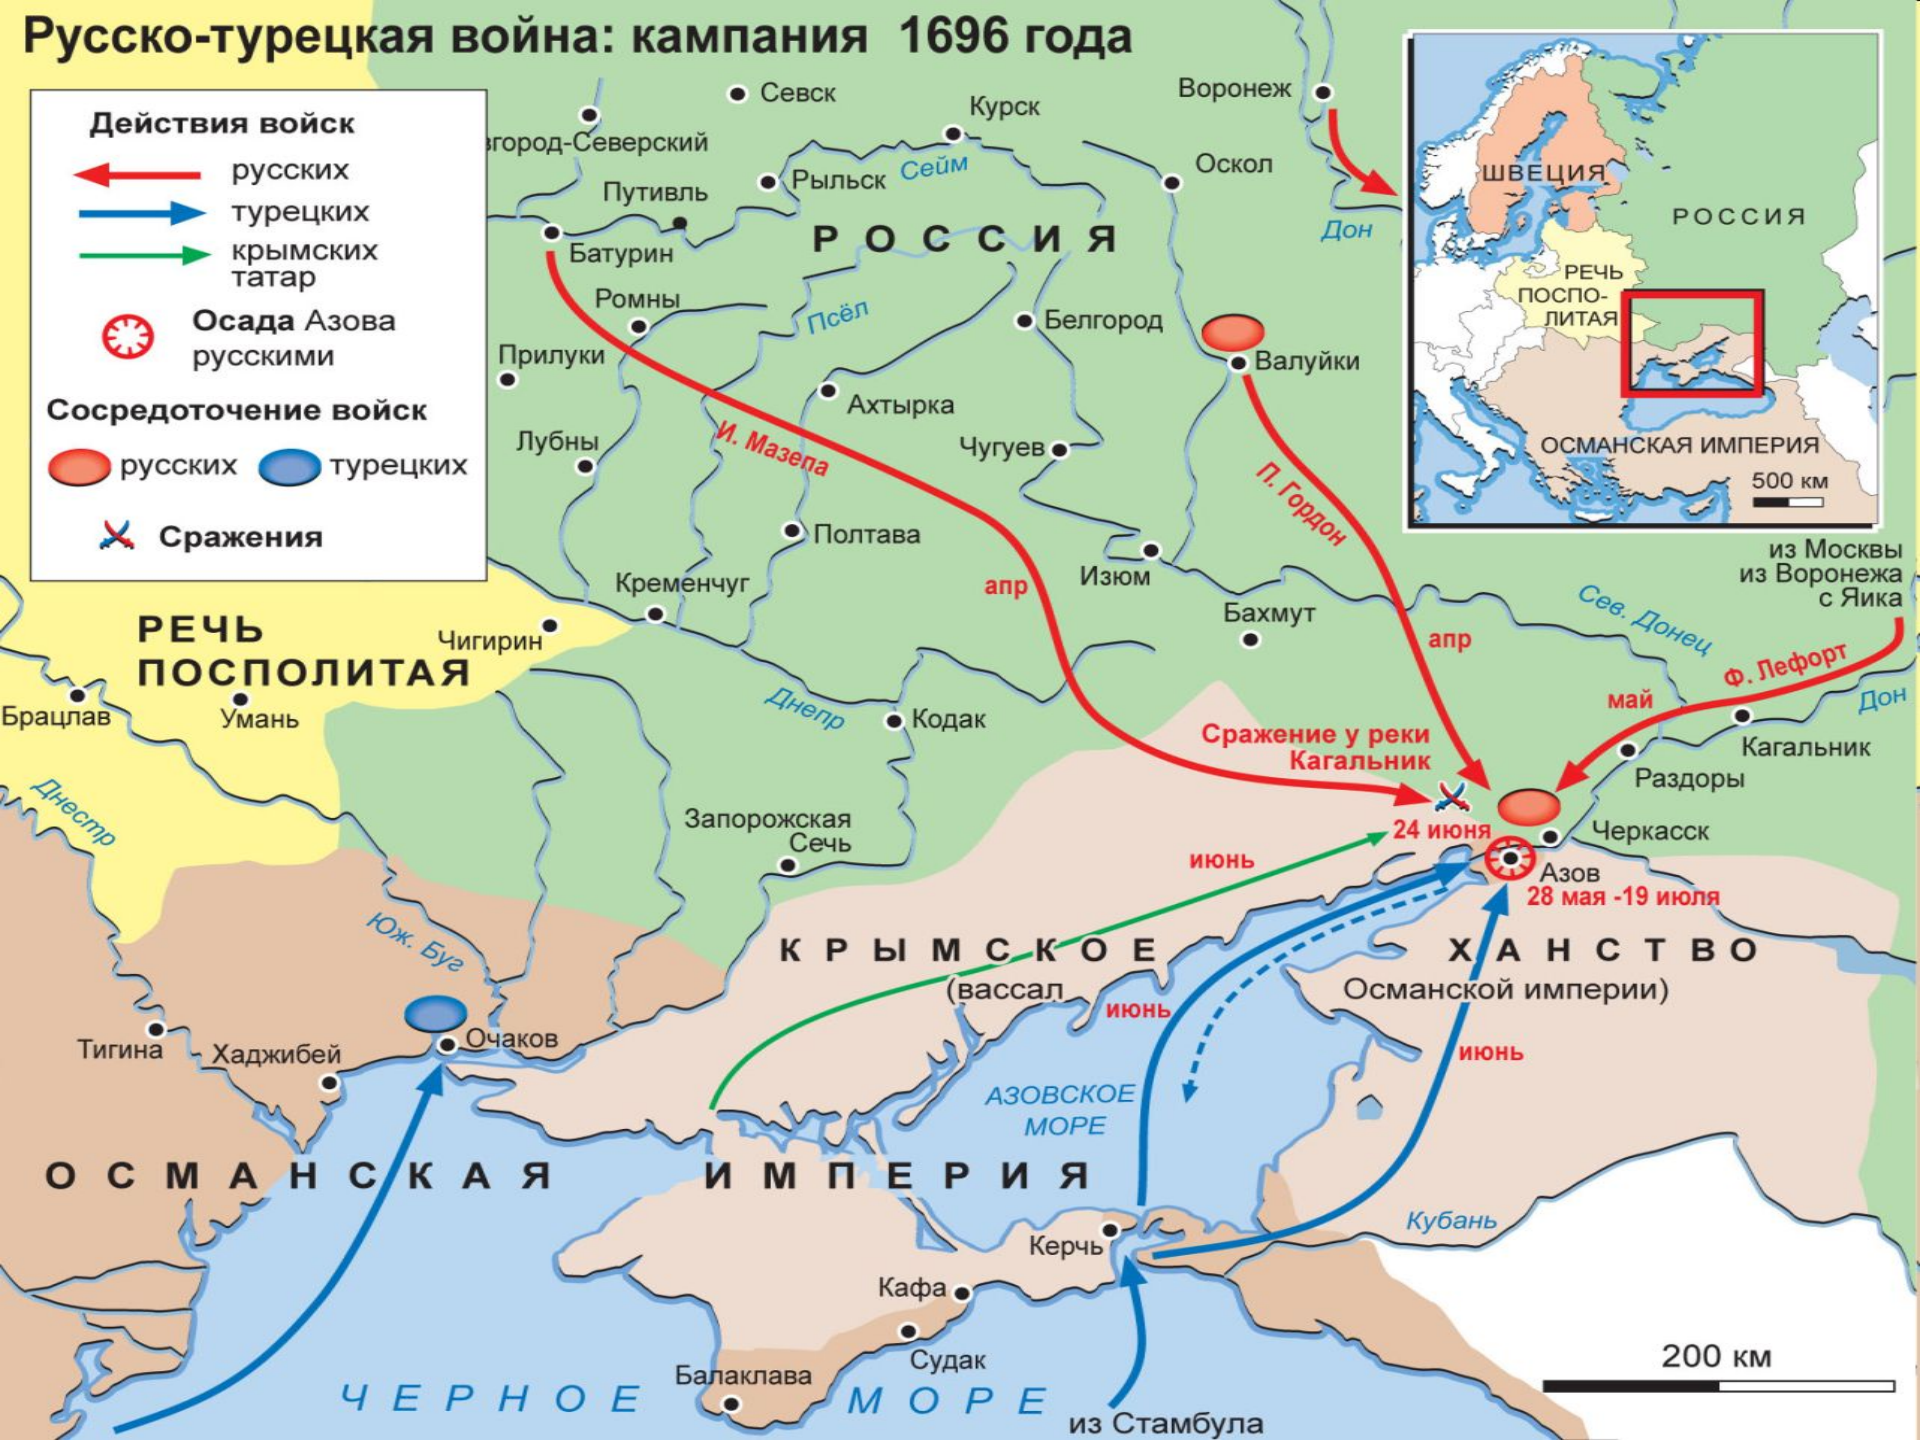 Русско-турецкая война: кампания 1696 года
Действия войск
русских
турецких
крымских
татар
Осада Азова
русскими
Сосредоточение войск
русских
турецких
Сражения
Севск
Курск
Воронеж
вгород-Северский
Путивль
Рыльск
Сейм
Оскол
Дон
Батурин
РОССИЯ
Ромны
Псёл
Белгород
Прилуки
Валуйки
Ахтырка
Лубны
И. Мазепа
Чугуев
П. Гордон
Полтава
Кременчуг
апр
Изюм
Бахмут
Сев. Донец
апр
ШВЕЦИЯ
РОССИЯ
РЕЧЬ
ПОСПО-
ЛИТАЯ
ОСМАНСКАЯ ИМПЕРИЯ
500 км
из Москвы
из Воронежа
с Яика
Ф. Лефорт
май
Дон
РЕЧЬ
ПОСПОЛИТАЯ
Чигирин
Брацлав
Умань
Днепр
Кодак
Сражение у реки
Кагальник
Кагальник
Раздоры
Днестр
Запорожская
Сечь
24 июня
Черкасск
июнь
Азов
28 мая -19 июля
Юж. Буг
КРЫМСКОЕ
ХАНСТВО
(вассал
Османской империи)
июнь
июнь
Тигина
Хаджибей
Очаков
АЗОВСКОЕ
МОРЕ
ОСМАНСКАЯ
ИМПЕРИЯ
Керчь
Кубань
Кафа
Судак
Балаклава
ЧЕРНОЕ
МОРЕ
из Стамбула
200 км